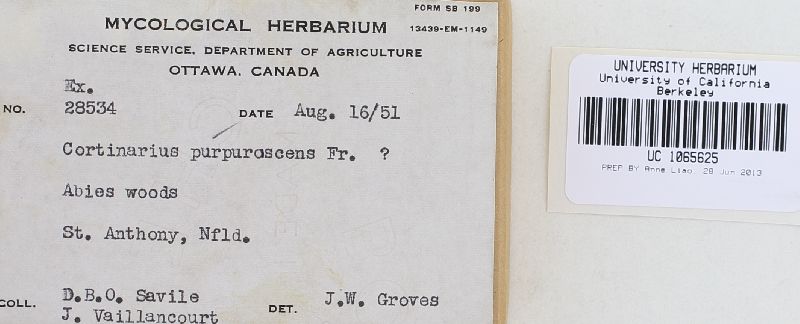 FORM SB 199
MYCOLOGICAL HERBARIUM 13439-EM-1149
SCIENCE SERVICE, DEPARTMENT OF AGRICULTURE
OTTAWA, CANADA
Ex.
NO. 28534 DATE Aug. 16/51
Cortinarius purpurascens Fr. ?
Abies woods
St. Anthony, Nfld.
COLL. D.B.O. Savile
J. Vaillancourt
DET. J.W. Groves
UNIVERSITY HERBARIUM
University of California
Berkeley
UC 1065625
PREP BY Anne Liao 28 Jun 2013